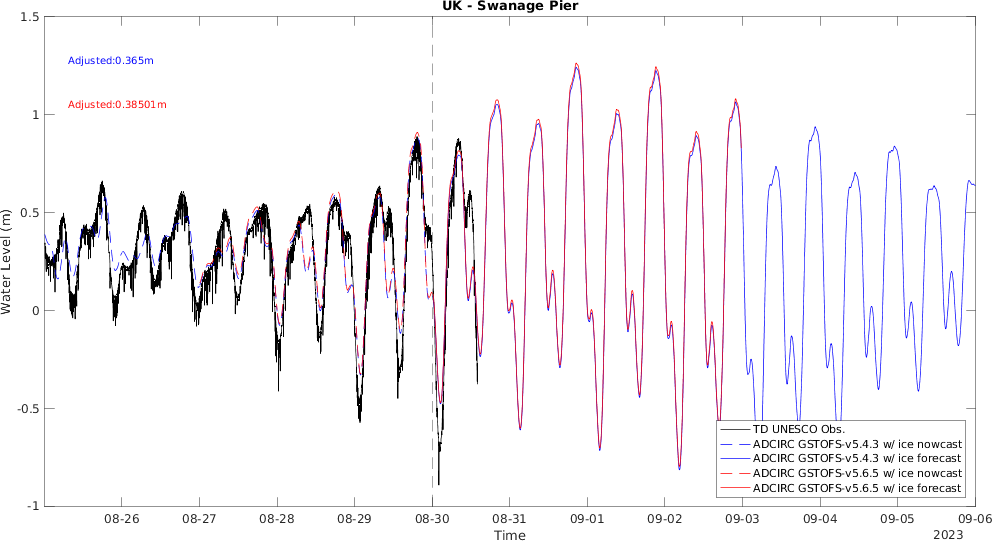 UK - Swanage Pier
1.5
1
0.5
0
-0.5
-1
Water Level (m)
Adjusted:0.365m
Adjusted:0.38501m
TD UNESCO Obs.
ADCIRC GSTOFS-v5.4.3 w/ ice nowcast
ADCIRC GSTOFS-v5.4.3 w/ ice forecast
ADCIRC GSTOFS-v5.6.5 w/ ice nowcast
ADCIRC GSTOFS-v5.6.5 w/ ice forecast
08-26 08-27 08-28 08-29 08-30 08-31 09-01 09-02 09-03 09-04 09-05 09-06
Time
2023